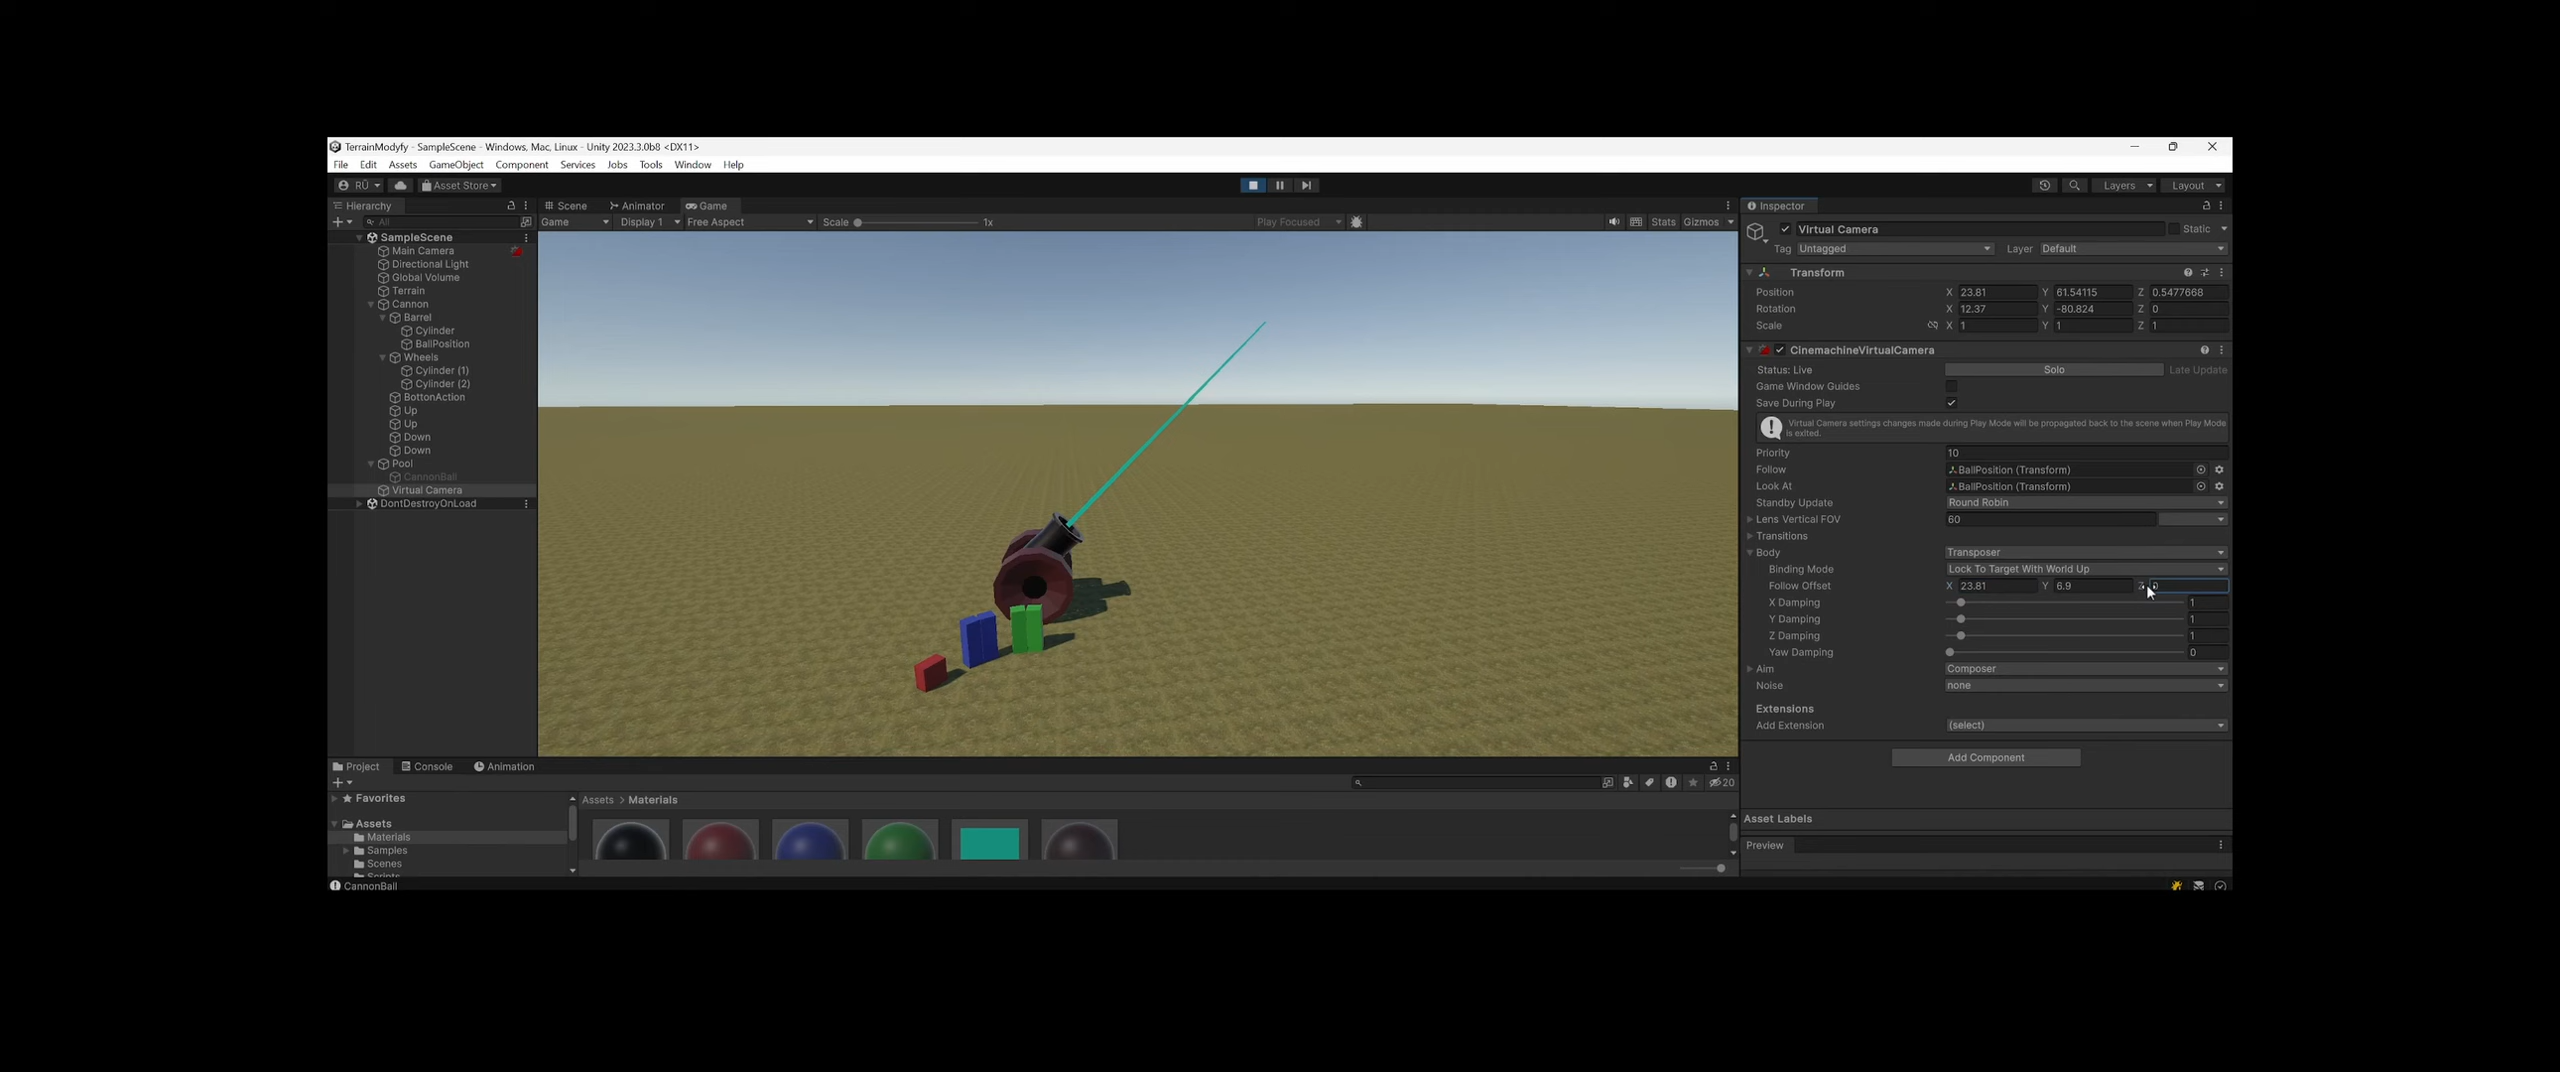 TerrainModyfy - SampleScene - Windows, Mac, Linux - Unity 2023.3.0b8 <DX11>
File Edit Assets GameObject Component Services Jobs Tools Window Help
RÜ Asset Store Layers Layout
Hierarchy
All
SampleScene
Main Camera
Directional Light
Global Volume
Terrain
Cannon
Barrel
Cylinder
BallPosition
Wheels
Cylinder (1)
Cylinder (2)
BottonAction
Up
Up
Down
Down
Pool
CannonBall
Virtual Camera
DontDestroyOnLoad
Scene Animator Game
Game Display 1 Free Aspect Scale 1x Play Focused Stats Gizmos
Inspector
Virtual Camera Static
Tag Untagged Layer Default
Transform
Position X 23.81 Y 61.54115 Z 0.5477668
Rotation X 12.37 Y -80.824 Z 0
Scale X 1 Y 1 Z 1
CinemachineVirtualCamera
Status: Live Solo Late Update
Game Window Guides
Save During Play
Virtual Camera settings changes made during Play Mode will be propagated back to the scene when Play Mode
is exited.
Priority 10
Follow BallPosition (Transform)
Look At BallPosition (Transform)
Standby Update Round Robin
Lens Vertical FOV 60
Transitions
Body Transposer
Binding Mode Lock To Target With World Up
Follow Offset X 23.81 Y 6.9 Z 0
X Damping 1
Y Damping 1
Z Damping 1
Yaw Damping 0
Aim Composer
Noise none
Extensions
Add Extension (select)
Add Component
Asset Labels
Preview
Project Console Animation
20
Favorites
Assets
Materials
Samples
Scenes
Scripts
Assets > Materials
CannonBall